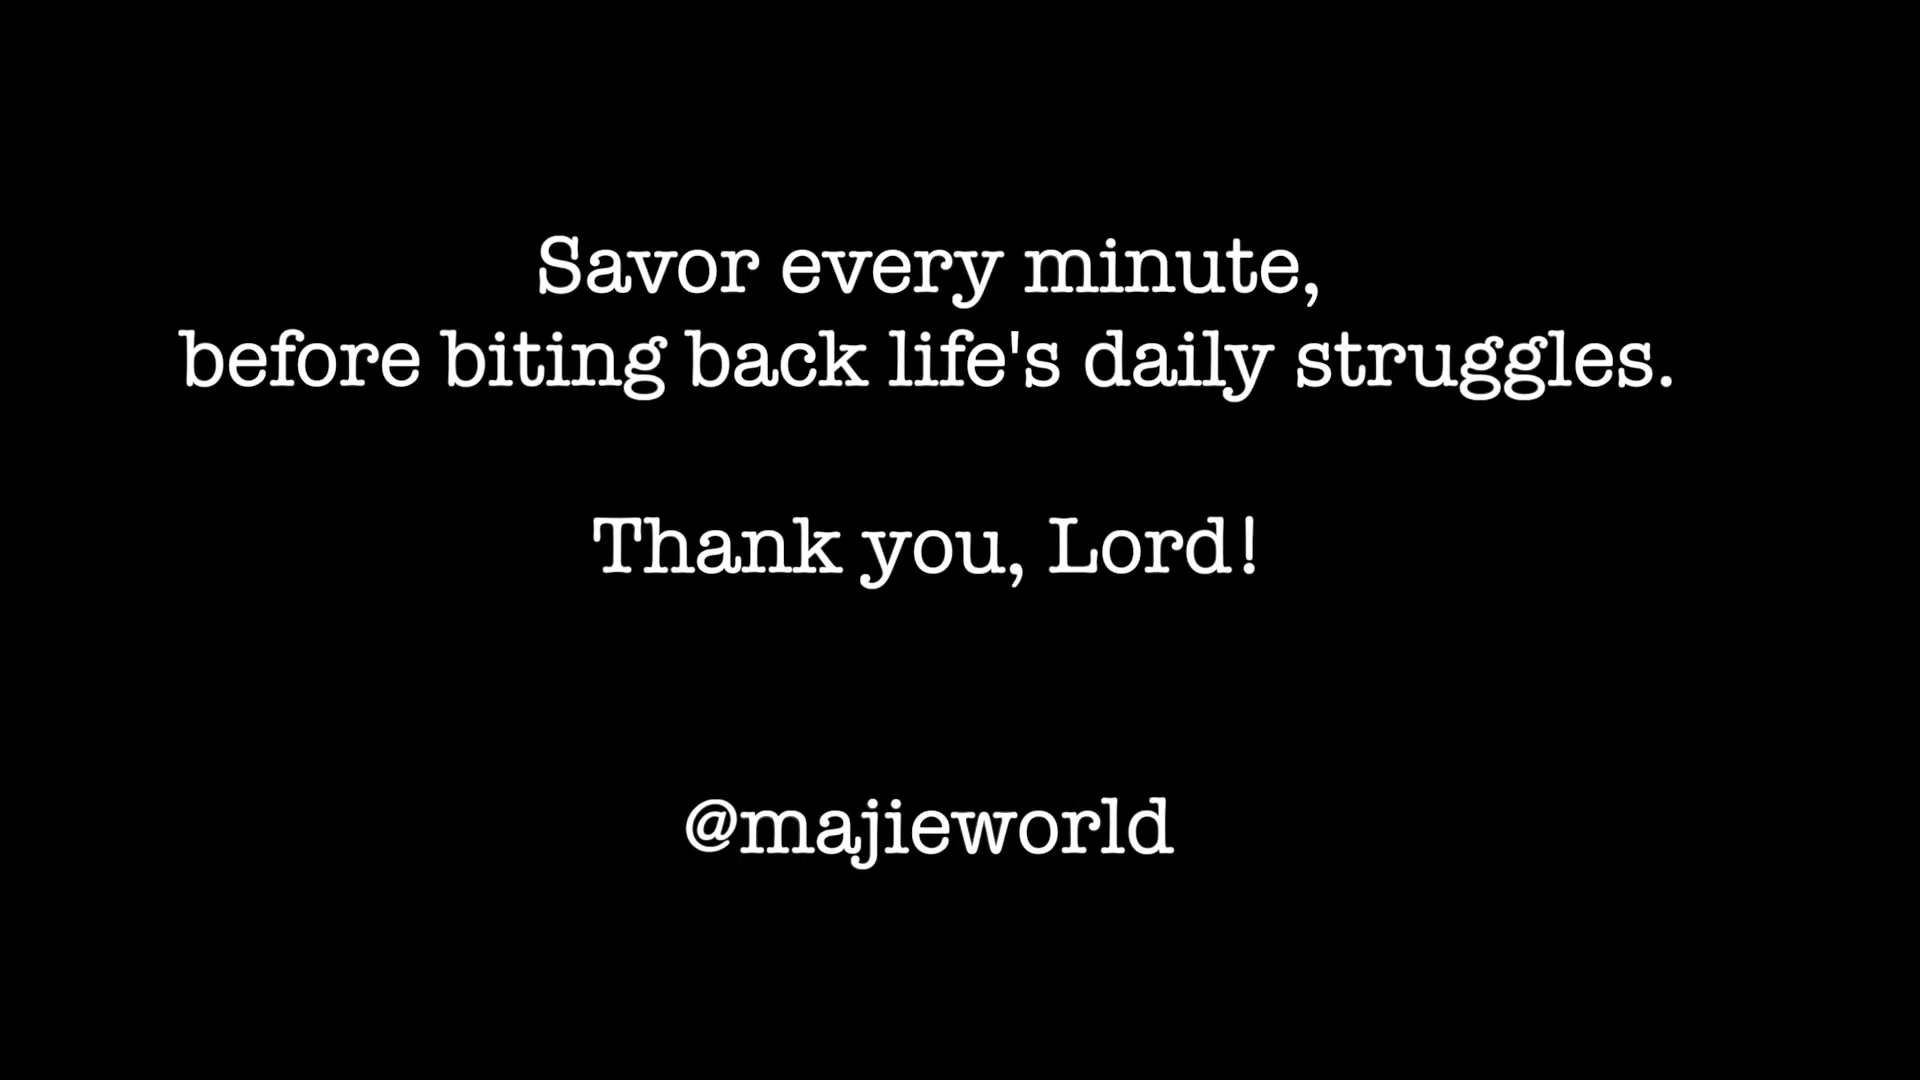 Savor every minute,
before biting back life's daily struggles.
Thank you, Lord!
@majieworld